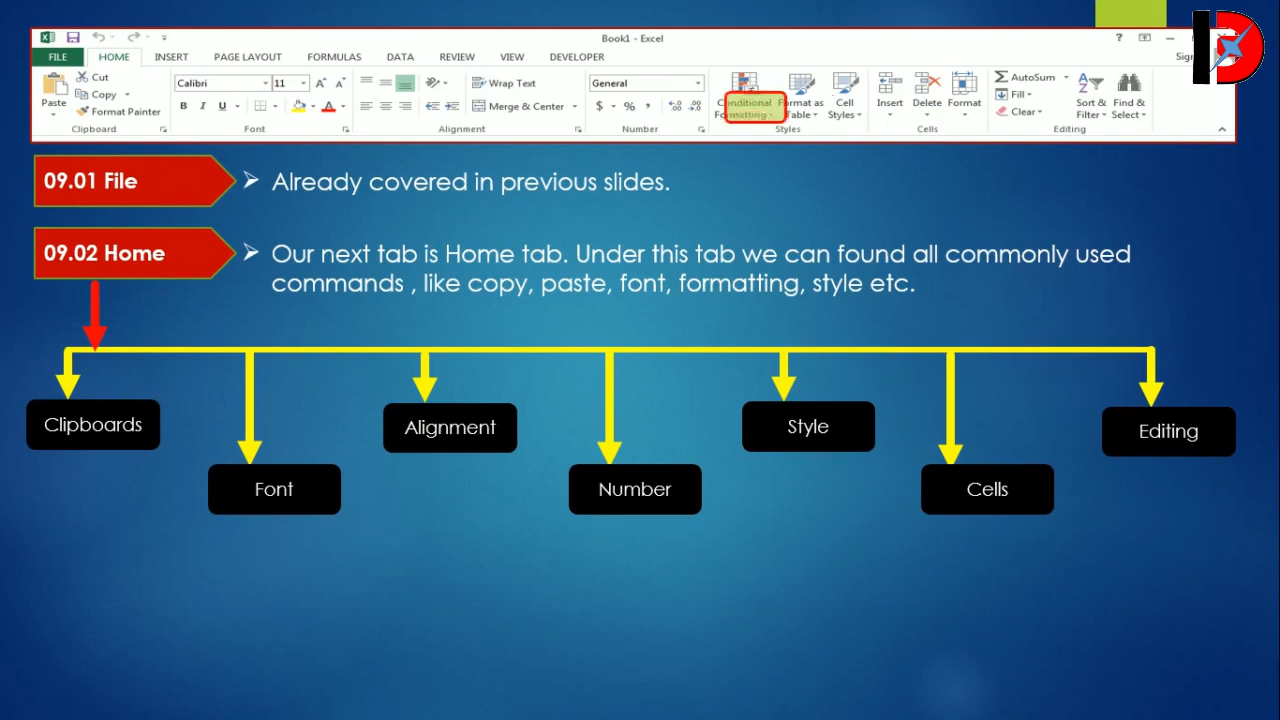 Book1 - Excel
FILE HOME INSERT PAGE LAYOUT FORMULAS DATA REVIEW VIEW DEVELOPER Sign
Cut
Copy
Format Painter
Paste
Clipboard
Calibri 11
B I U
Font
Wrap Text
Merge & Center
Alignment
General
$ % ,
Number
Conditional Formatting
Format as Table
Cell Styles
Styles
Insert Delete Format
Cells
AutoSum
Fill
Clear
Sort & Filter
Find & Select
Editing
09.01 File
Already covered in previous slides.
09.02 Home
Our next tab is Home tab. Under this tab we can found all commonly used
commands , like copy, paste, font, formatting, style etc.
Clipboards
Font
Alignment
Number
Style
Cells
Editing